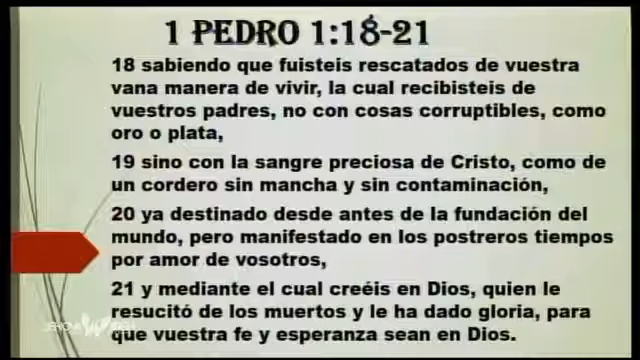 1 PEDRO 1:18-21
18 sabiendo que fuisteis rescatados de vuestra
vana manera de vivir, la cual recibisteis de
vuestros padres, no con cosas corruptibles, como
oro o plata,
19 sino con la sangre preciosa de Cristo, como de
un cordero sin mancha y sin contaminación,
20 ya destinado desde antes de la fundación del
mundo, pero manifestado en los postreros tiempos
por amor de vosotros,
21 y mediante el cual creéis en Dios, quien le
resucitó de los muertos y le ha dado gloria, para
que vuestra fe y esperanza sean en Dios.